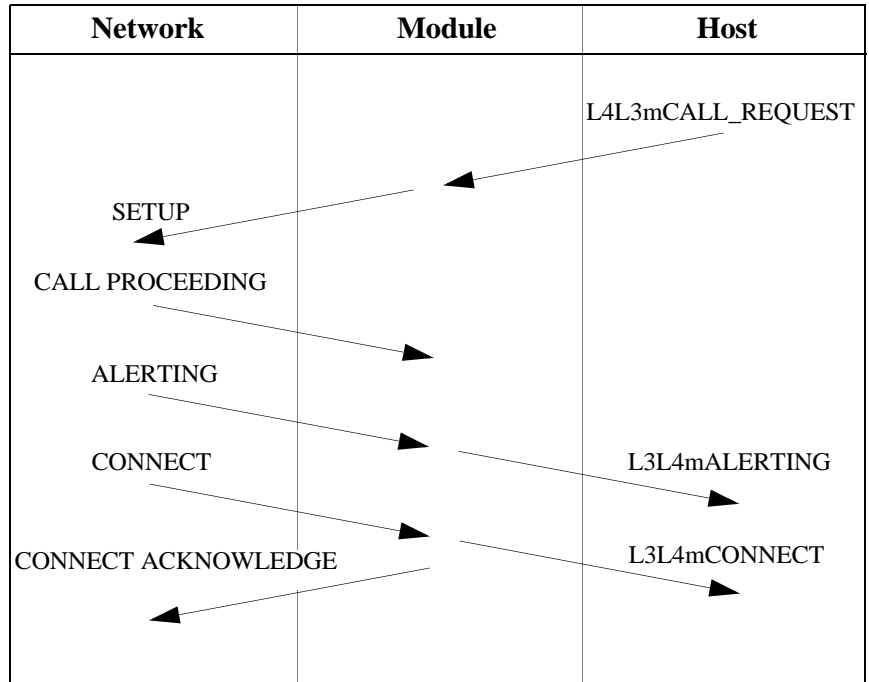 Network Module Host
L4L3mCALL_REQUEST
SETUP
CALL PROCEEDING
ALERTING
CONNECT
L3L4mALERTING
CONNECT ACKNOWLEDGE
L3L4mCONNECT